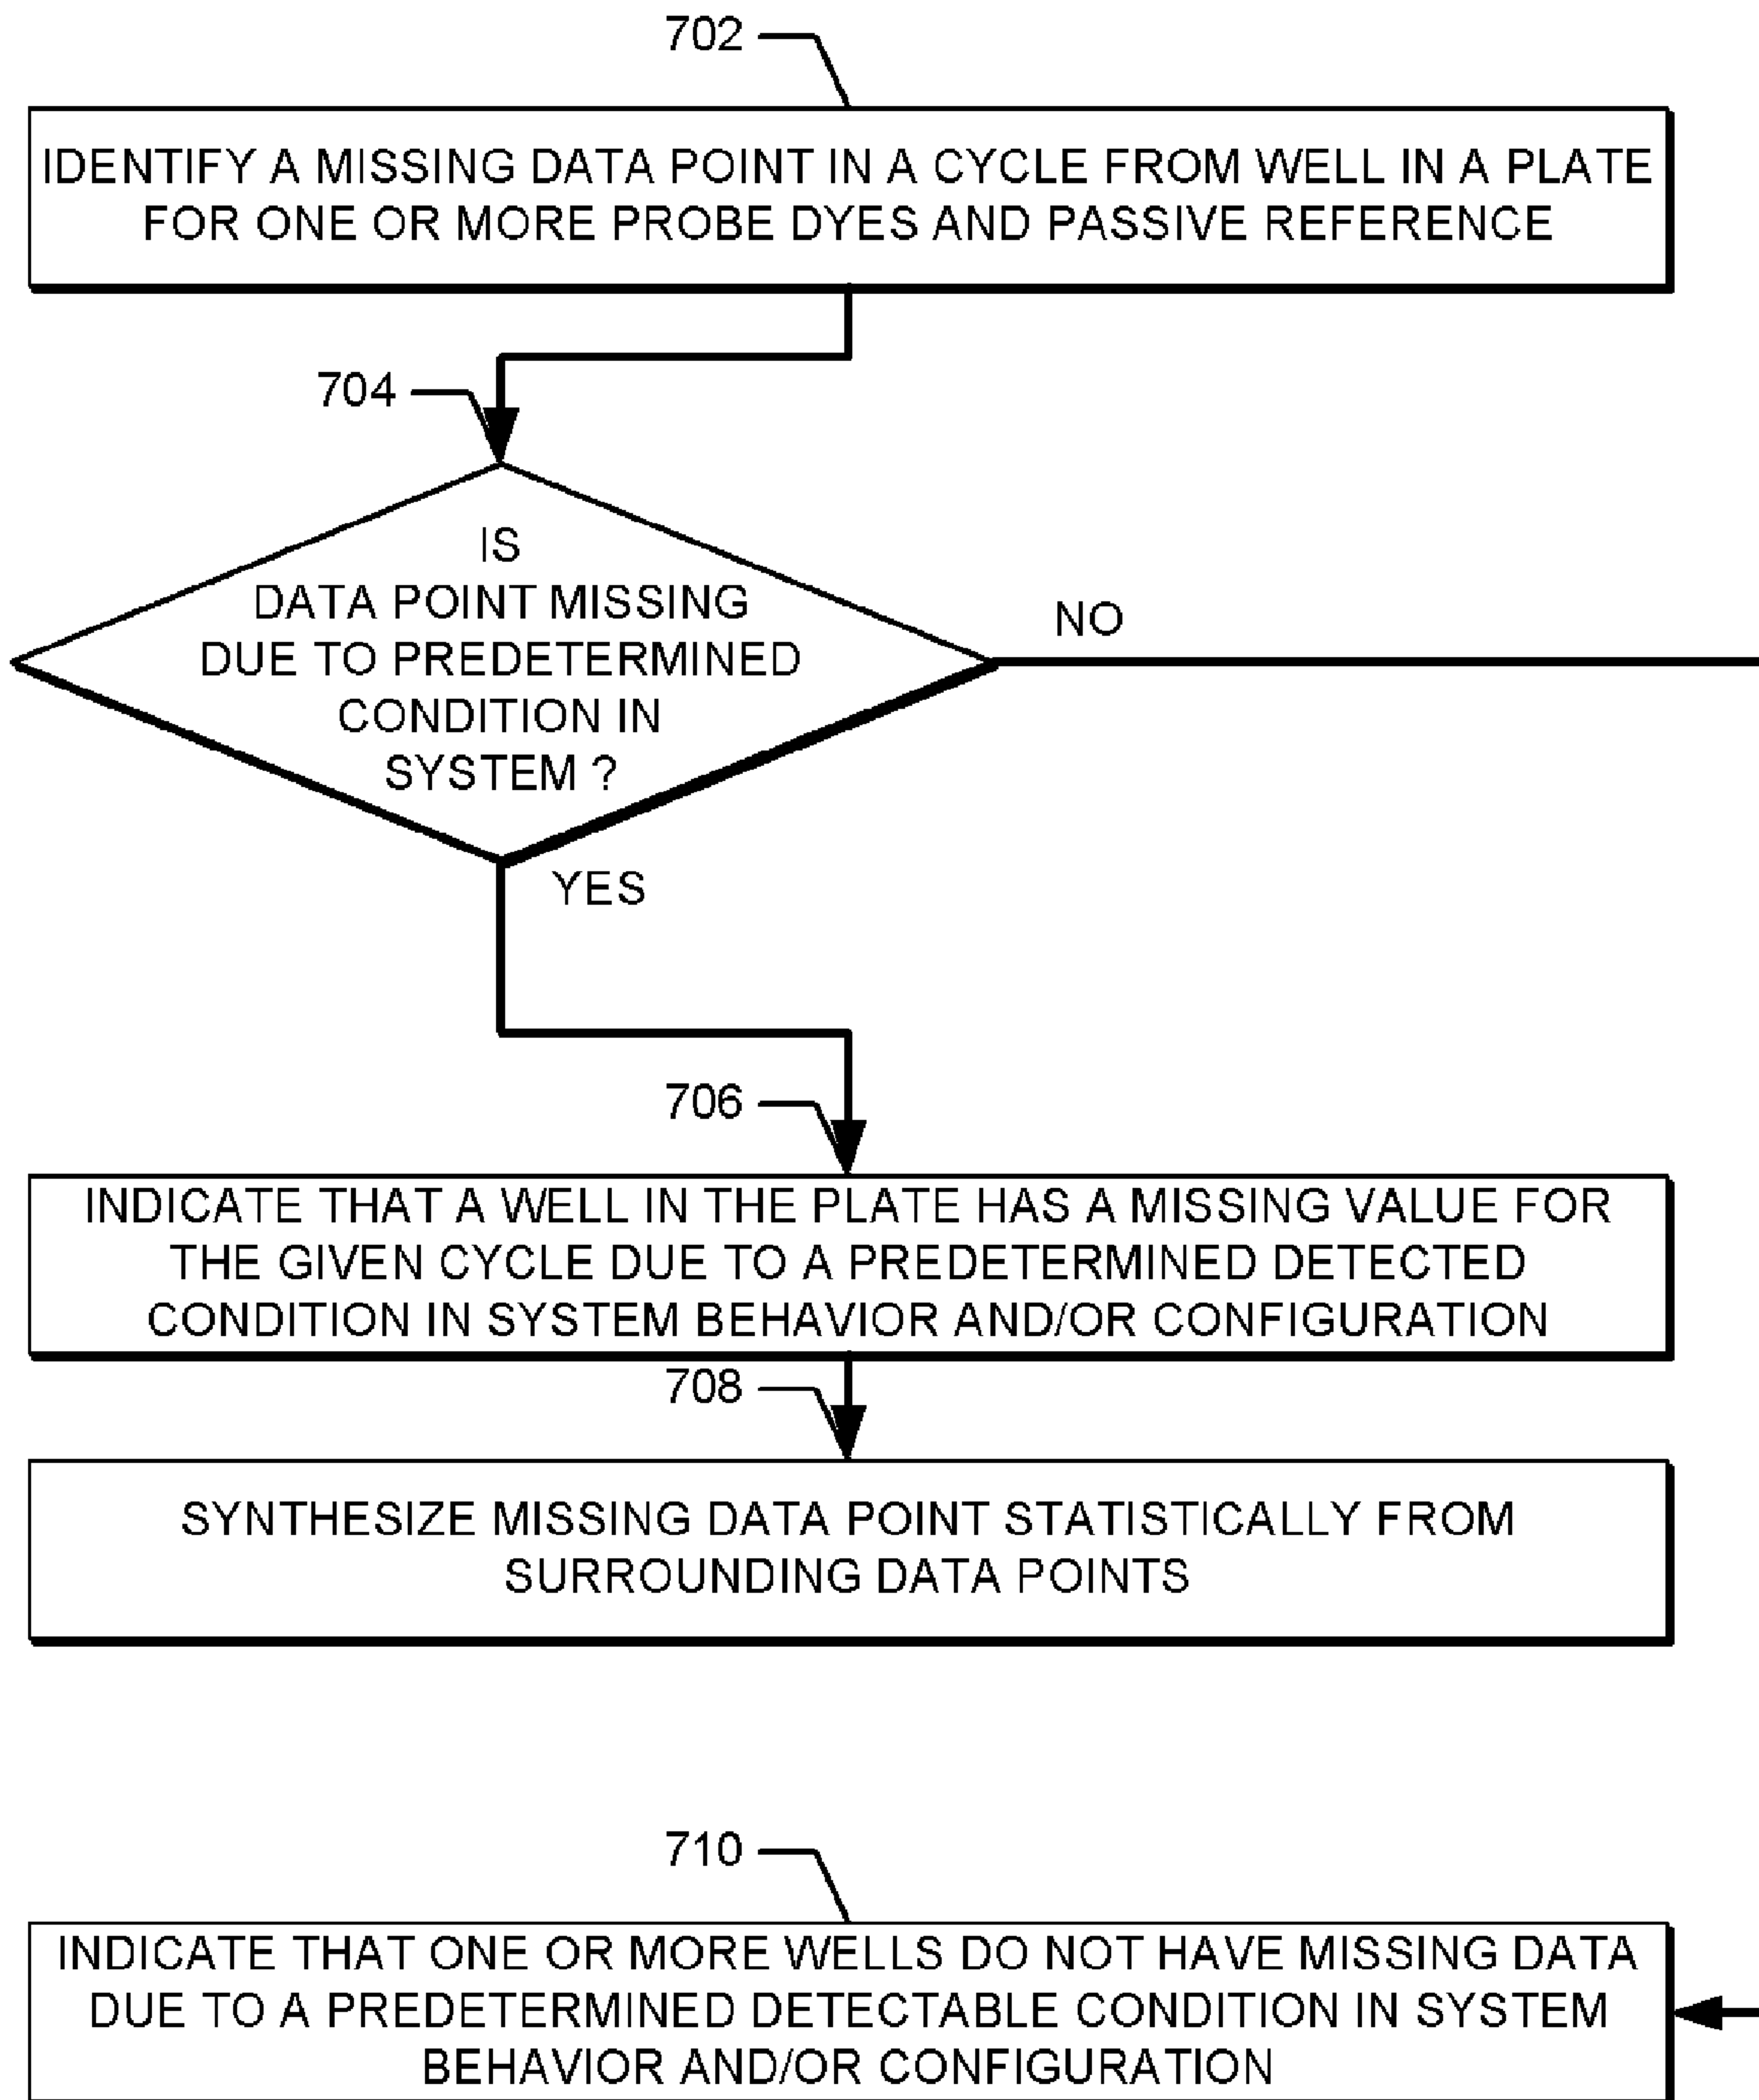 702
IDENTIFY A MISSING DATA POINT IN A CYCLE FROM WELL IN A PLATE
FOR ONE OR MORE PROBE DYES AND PASSIVE REFERENCE
704
IS
DATA POINT MISSING
DUE TO PREDETERMINED
CONDITION IN
SYSTEM ?
NO
YES
706
INDICATE THAT A WELL IN THE PLATE HAS A MISSING VALUE FOR
THE GIVEN CYCLE DUE TO A PREDETERMINED DETECTED
CONDITION IN SYSTEM BEHAVIOR AND/OR CONFIGURATION
708
SYNTHESIZE MISSING DATA POINT STATISTICALLY FROM
SURROUNDING DATA POINTS
710
INDICATE THAT ONE OR MORE WELLS DO NOT HAVE MISSING DATA
DUE TO A PREDETERMINED DETECTABLE CONDITION IN SYSTEM
BEHAVIOR AND/OR CONFIGURATION